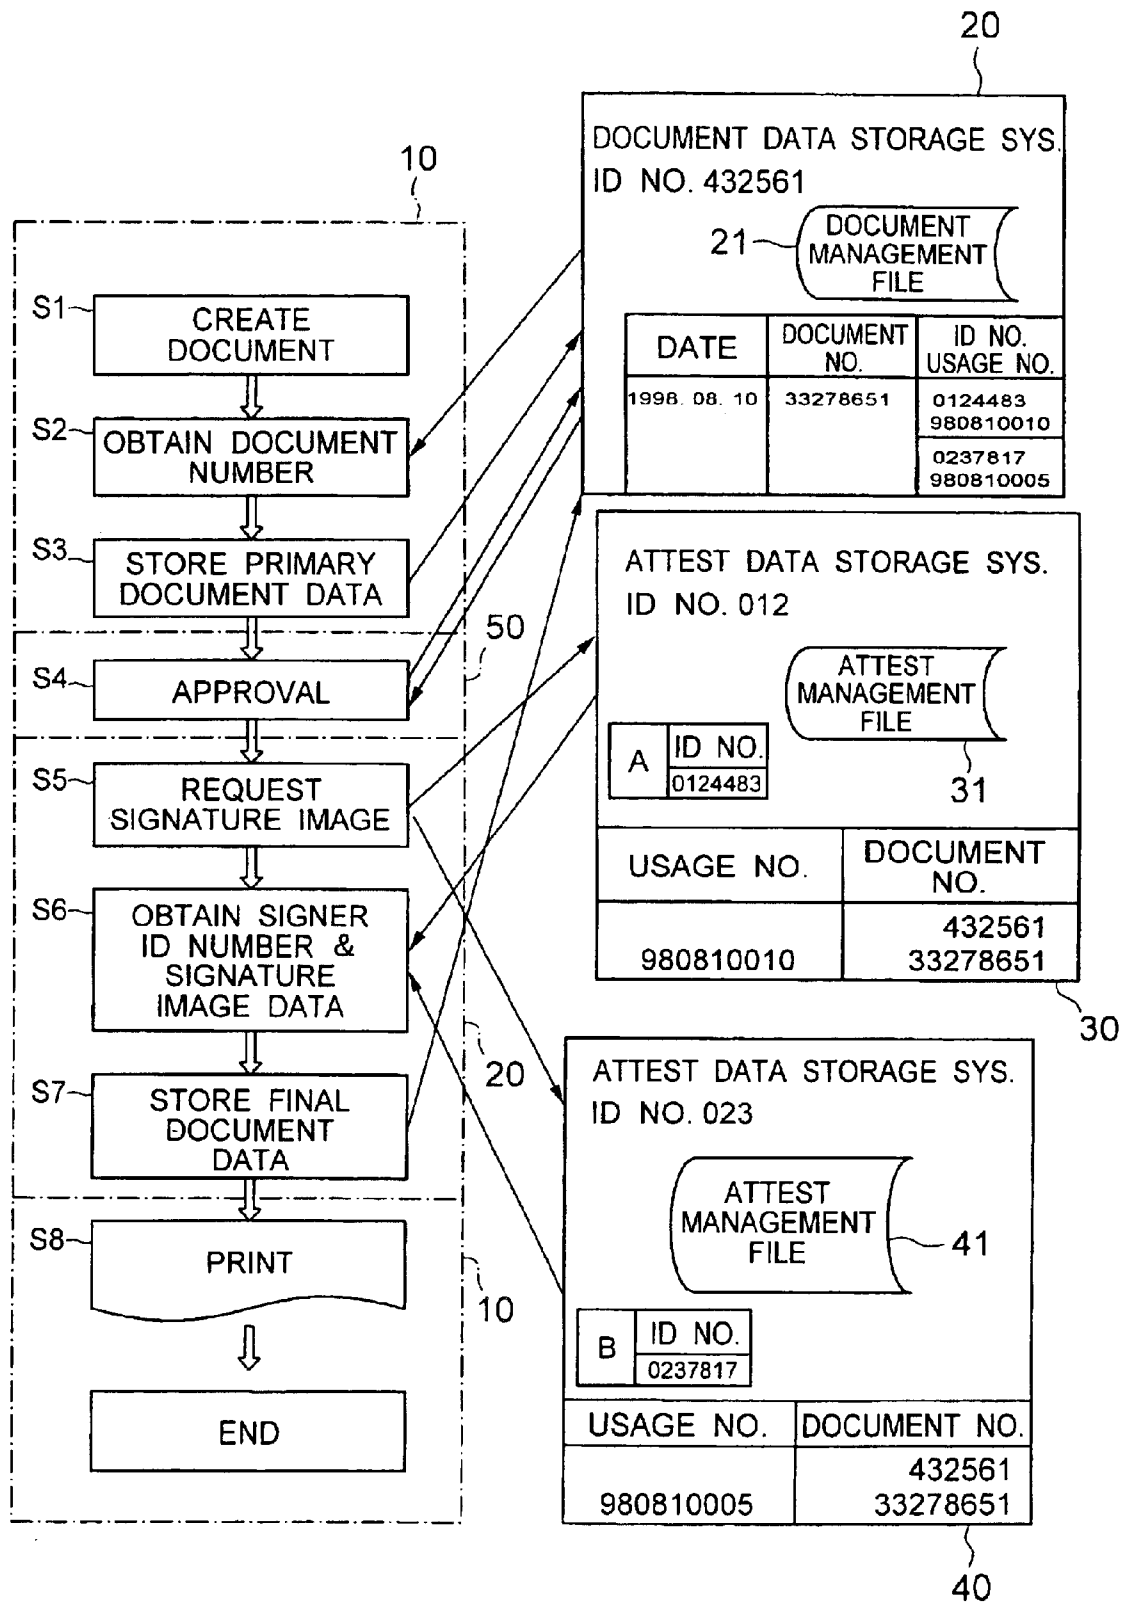 10
S1
CREATE
DOCUMENT
S2
OBTAIN DOCUMENT
NUMBER
S3
STORE PRIMARY
DOCUMENT DATA
50
S4
APPROVAL
S5
REQUEST
SIGNATURE IMAGE
S6
OBTAIN SIGNER
ID NUMBER &
SIGNATURE
IMAGE DATA
20
S7
STORE FINAL
DOCUMENT
DATA
S8
PRINT
10
END
20
DOCUMENT DATA STORAGE SYS.
ID NO. 432561
21
DOCUMENT
MANAGEMENT
FILE
DATE
DOCUMENT
NO.
ID NO.
USAGE NO.
1998. 08. 10
33278651
0124483
980810010
0237817
980810005
ATTEST DATA STORAGE SYS.
ID NO. 012
ATTEST
MANAGEMENT
FILE
31
A
ID NO.
0124483
USAGE NO.
DOCUMENT
NO.
980810010
432561
33278651
30
ATTEST DATA STORAGE SYS.
ID NO. 023
ATTEST
MANAGEMENT
FILE
41
B
ID NO.
0237817
USAGE NO.
DOCUMENT NO.
980810005
432561
33278651
40